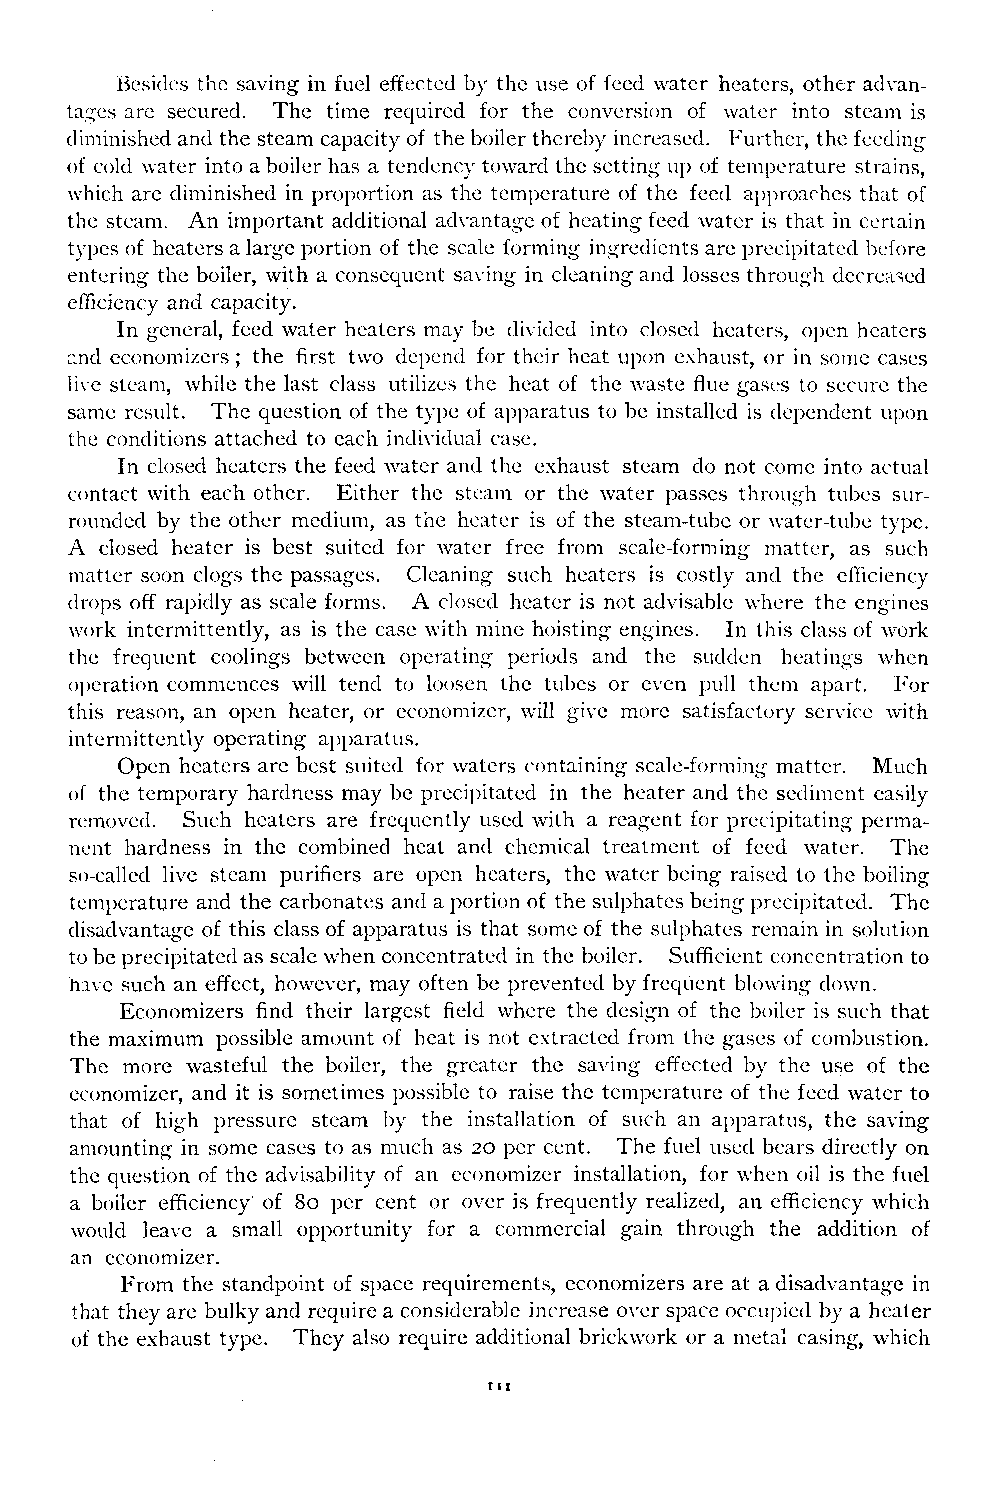 Besides the saving in fuel effected by the use of feed water heaters, other advan-
tages are secured. The time required for the conversion of water into steam is
diminished and the steam capacity of the boiler thereby increased. Further, the feeding
of cold water into a boiler has a tendency toward the setting up of temperature strains,
which are diminished in proportion as the temperature of the feed approaches that of
the steam. An important additional advantage of heating feed water is that in certain
types of heaters a large portion of the scale forming ingredients are precipitated before
entering the boiler, with a consequent saving in cleaning and losses through decreased
efficiency and capacity.
In general, feed water heaters may be divided into closed heaters, open heaters
and economizers; the first two depend for their heat upon exhaust, or in some cases
live steam, while the last class utilizes the heat of the waste flue gases to secure the
same result. The question of the type of apparatus to be installed is dependent upon
the conditions attached to each individual case.
In closed heaters the feed water and the exhaust steam do not come into actual
contact with each other. Either the steam or the water passes through tubes sur-
rounded by the other medium, as the heater is of the steam-tube or water-tube type.
A closed heater is best suited for water free from scale-forming matter, as such
matter soon clogs the passages. Cleaning such heaters is costly and the efficiency
drops off rapidly as scale forms. A closed heater is not advisable where the engines
work intermittently, as is the case with mine hoisting engines. In this class of work
the frequent coolings between operating periods and the sudden heatings when
operation commences will tend to loosen the tubes or even pull them apart. For
this reason, an open heater, or economizer, will give more satisfactory service with
intermittently operating apparatus.
Open heaters are best suited for waters containing scale-forming matter. Much
of the temporary hardness may be precipitated in the heater and the sediment easily
removed. Such heaters are frequently used with a reagent for precipitating perma-
nent hardness in the combined heat and chemical treatment of feed water. The
so-called live steam purifiers are open heaters, the water being raised to the boiling
temperature and the carbonates and a portion of the sulphates being precipitated. The
disadvantage of this class of apparatus is that some of the sulphates remain in solution
to be precipitated as scale when concentrated in the boiler. Sufficient concentration to
have such an effect, however, may often be prevented by frequent blowing down.
Economizers find their largest field where the design of the boiler is such that
the maximum possible amount of heat is not extracted from the gases of combustion.
The more wasteful the boiler, the greater the saving effected by the use of the
economizer, and it is sometimes possible to raise the temperature of the feed water to
that of high pressure steam by the installation of such an apparatus, the saving
amounting in some cases to as much as 20 per cent. The fuel used bears directly on
the question of the advisability of an economizer installation, for when oil is the fuel
a boiler efficiency of 80 per cent or over is frequently realized, an efficiency which
would leave a small opportunity for a commercial gain through the addition of
an economizer.
From the standpoint of space requirements, economizers are at a disadvantage in
that they are bulky and require a considerable increase over space occupied by a heater
of the exhaust type. They also require additional brickwork or a metal casing, which
111